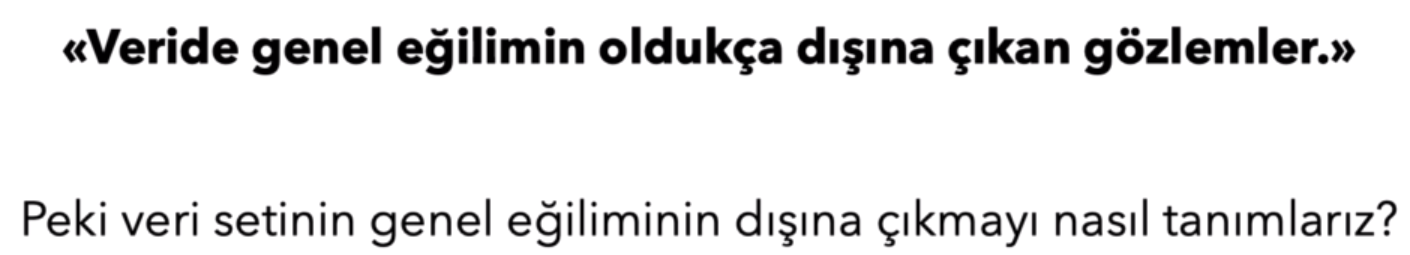 «Veride genel eğilimin oldukça dışına çıkan gözlemler.»
Peki veri setinin genel eğiliminin dışına çıkmayı nasıl tanımlarız?